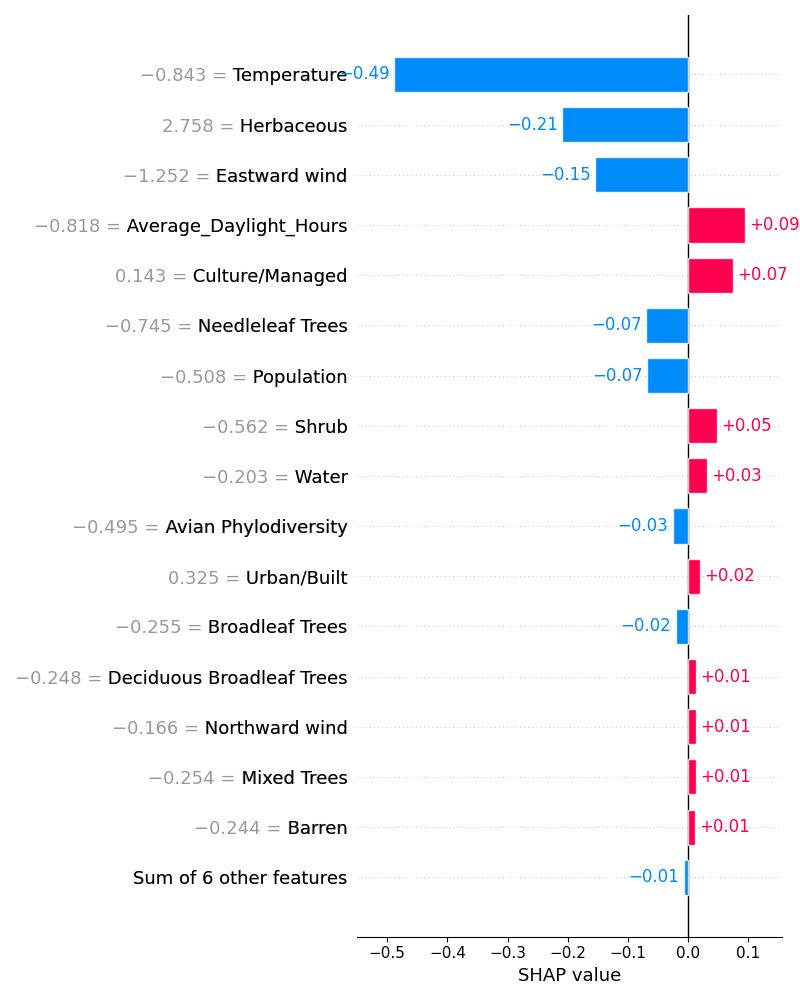 −0.843 = Temperature −0.49
2.758 = Herbaceous −0.21
−1.252 = Eastward wind −0.15
−0.818 = Average_Daylight_Hours +0.09
0.143 = Culture/Managed +0.07
−0.745 = Needleleaf Trees −0.07
−0.508 = Population −0.07
−0.562 = Shrub +0.05
−0.203 = Water +0.03
−0.495 = Avian Phylodiversity −0.03
0.325 = Urban/Built +0.02
−0.255 = Broadleaf Trees −0.02
−0.248 = Deciduous Broadleaf Trees +0.01
−0.166 = Northward wind +0.01
−0.254 = Mixed Trees +0.01
−0.244 = Barren +0.01
Sum of 6 other features −0.01
−0.5 −0.4 −0.3 −0.2 −0.1 0.0 0.1
SHAP value